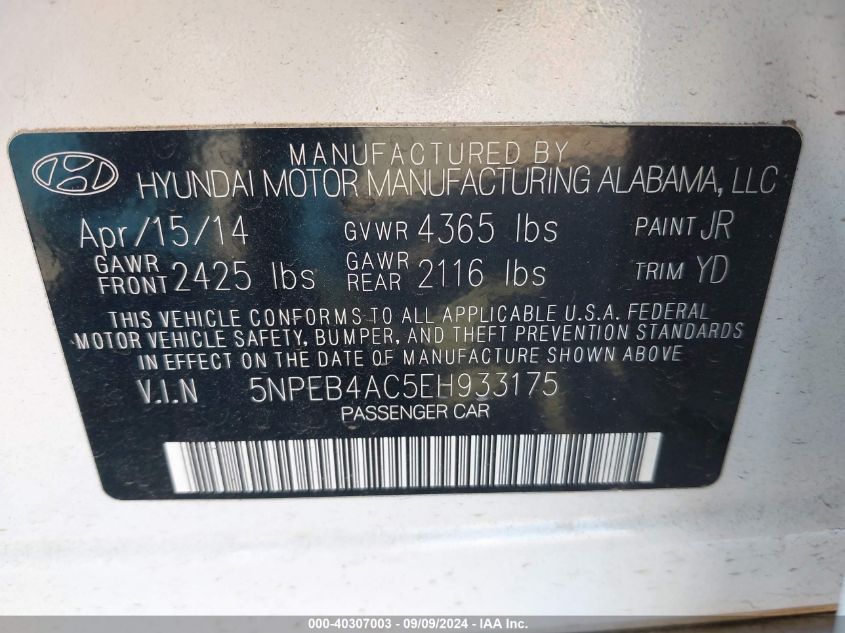 MANUFACTURED BY
HYUNDAI MOTOR MANUFACTURING ALABAMA, LLC
Apr/15/14 GVWR 4365 lbs PAINT JR
GAWR FRONT 2425 lbs GAWR REAR 2116 lbs TRIM YD
THIS VEHICLE CONFORMS TO ALL APPLICABLE U.S.A. FEDERAL
MOTOR VEHICLE SAFETY, BUMPER, AND THEFT PREVENTION STANDARDS
IN EFFECT ON THE DATE OF MANUFACTURE SHOWN ABOVE
V.I.N 5NPEB4AC5EH933175
PASSENGER CAR
000-40307003 - 09/09/2024 - IAA Inc.